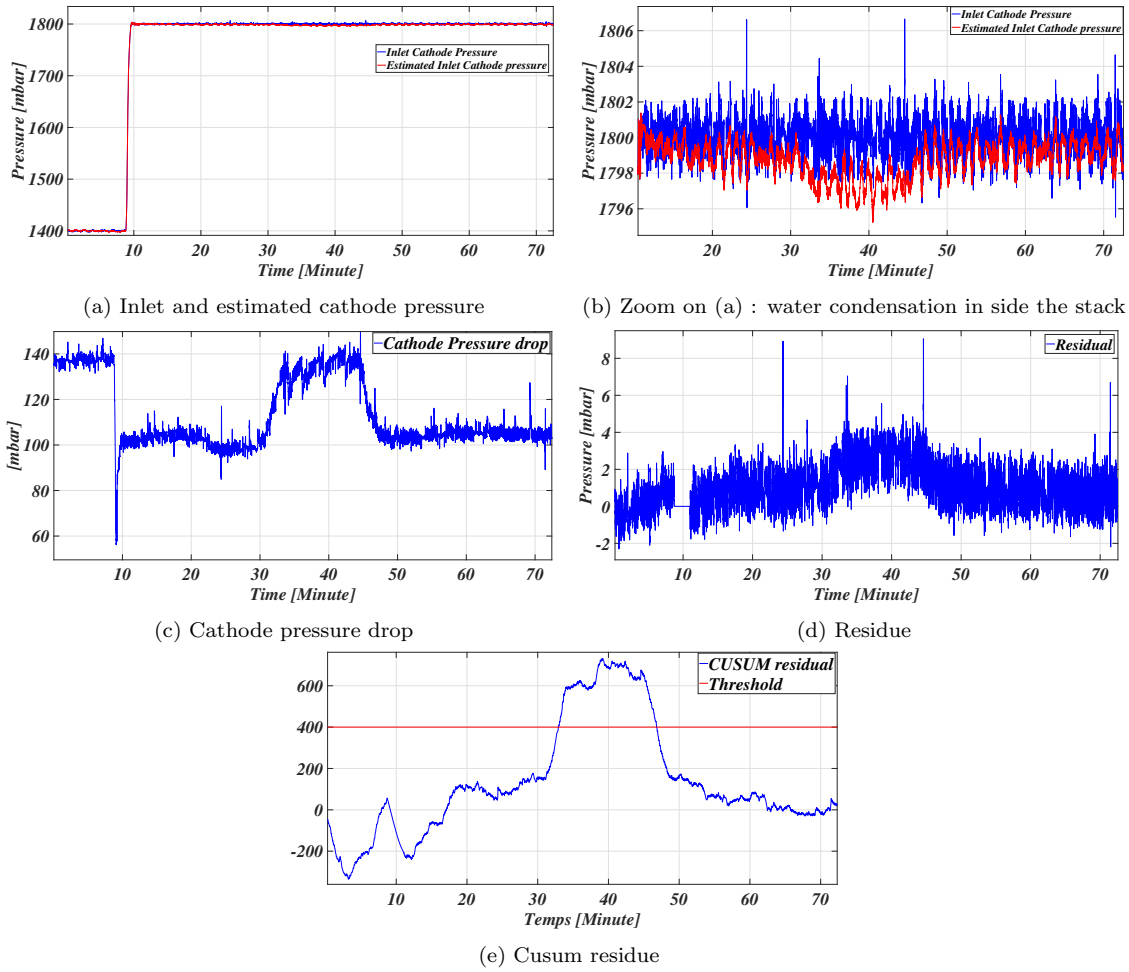 1800
1700
1600
1500
1400
Pressure [mbar]
Inlet Cathode Pressure
Estimated Inlet Cathode pressure
10 20 30 40 50 60 70
Time [Minute]
(a) Inlet and estimated cathode pressure
1806
1804
1802
1800
1798
1796
Pressure [mbar]
Inlet Cathode Pressure
Estimated Inlet Cathode pressure
20 30 40 50 60 70
Time [Minute]
(b) Zoom on (a) : water condensation in side the stack
140
120
100
80
60
[mbar]
Cathode Pressure drop
10 20 30 40 50 60 70
Time [Minute]
(c) Cathode pressure drop
8
6
4
2
0
-2
Pressure [mbar]
Residual
10 20 30 40 50 60 70
Time [Minute]
(d) Residue
600
400
200
0
-200
CUSUM residual
Threshold
10 20 30 40 50 60 70
Temps [Minute]
(e) Cusum residue